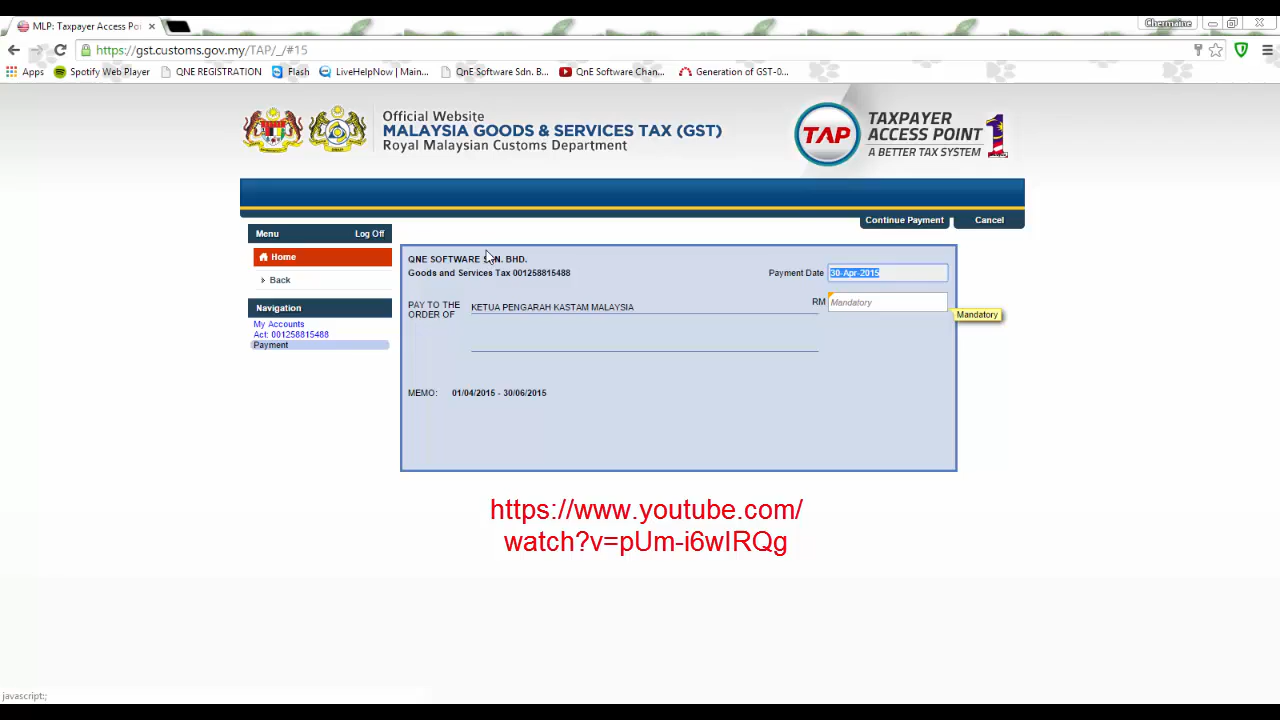 MLP: Taxpayer Access Poi
Chermaine
https://gst.customs.gov.my/TAP/_/#15
Apps Spotify Web Player QNE REGISTRATION Flash LiveHelpNow | Main... QnE Software Sdn. B... QnE Software Chan... Generation of GST-0...
Official Website
MALAYSIA GOODS & SERVICES TAX (GST)
Royal Malaysian Customs Department
TAP
TAXPAYER
ACCESS POINT
A BETTER TAX SYSTEM
1
Continue Payment Cancel
Menu Log Off
Home
Back
Navigation
My Accounts
Act: 001258815488
Payment
QNE SOFTWARE SDN. BHD.
Goods and Services Tax 001258815488
Payment Date 30-Apr-2015
PAY TO THE
ORDER OF
KETUA PENGARAH KASTAM MALAYSIA
RM Mandatory
Mandatory
MEMO: 01/04/2015 - 30/06/2015
https://www.youtube.com/
watch?v=pUm-i6wIRQg
javascript:;